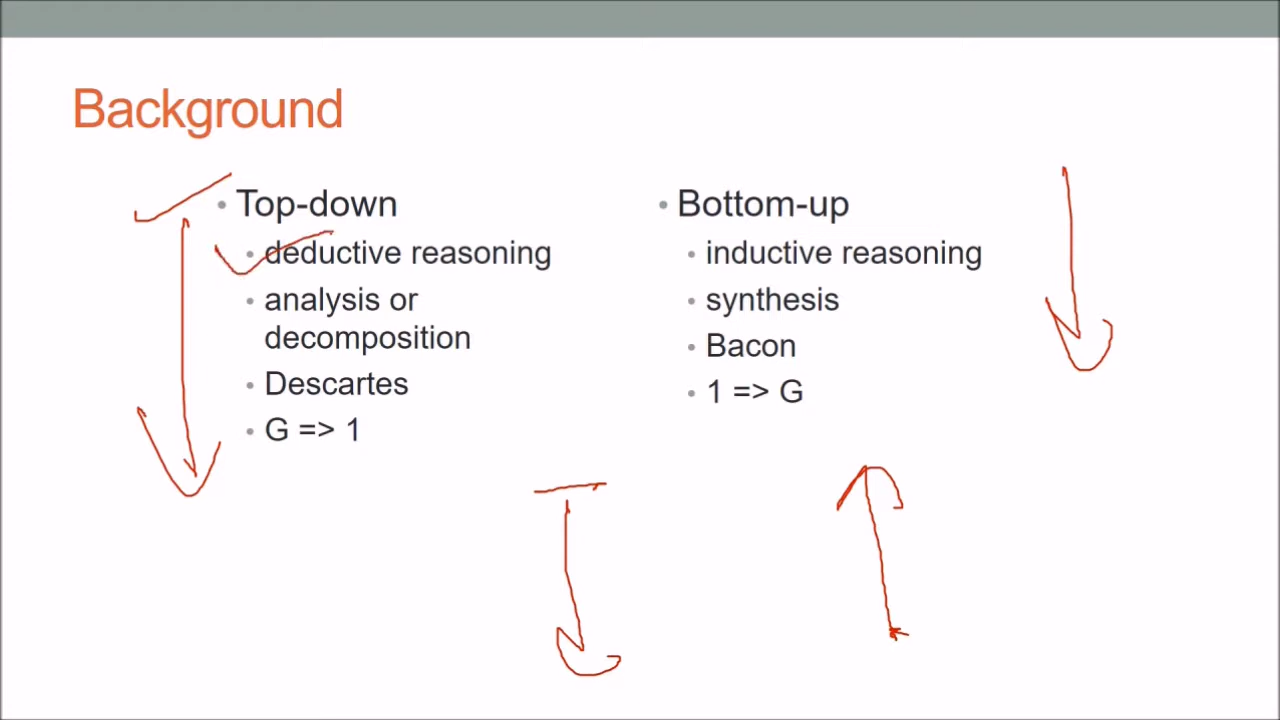 Background
• Top-down
• deductive reasoning
• analysis or
decomposition
• Descartes
• G => 1
• Bottom-up
• inductive reasoning
• synthesis
• Bacon
• 1 => G